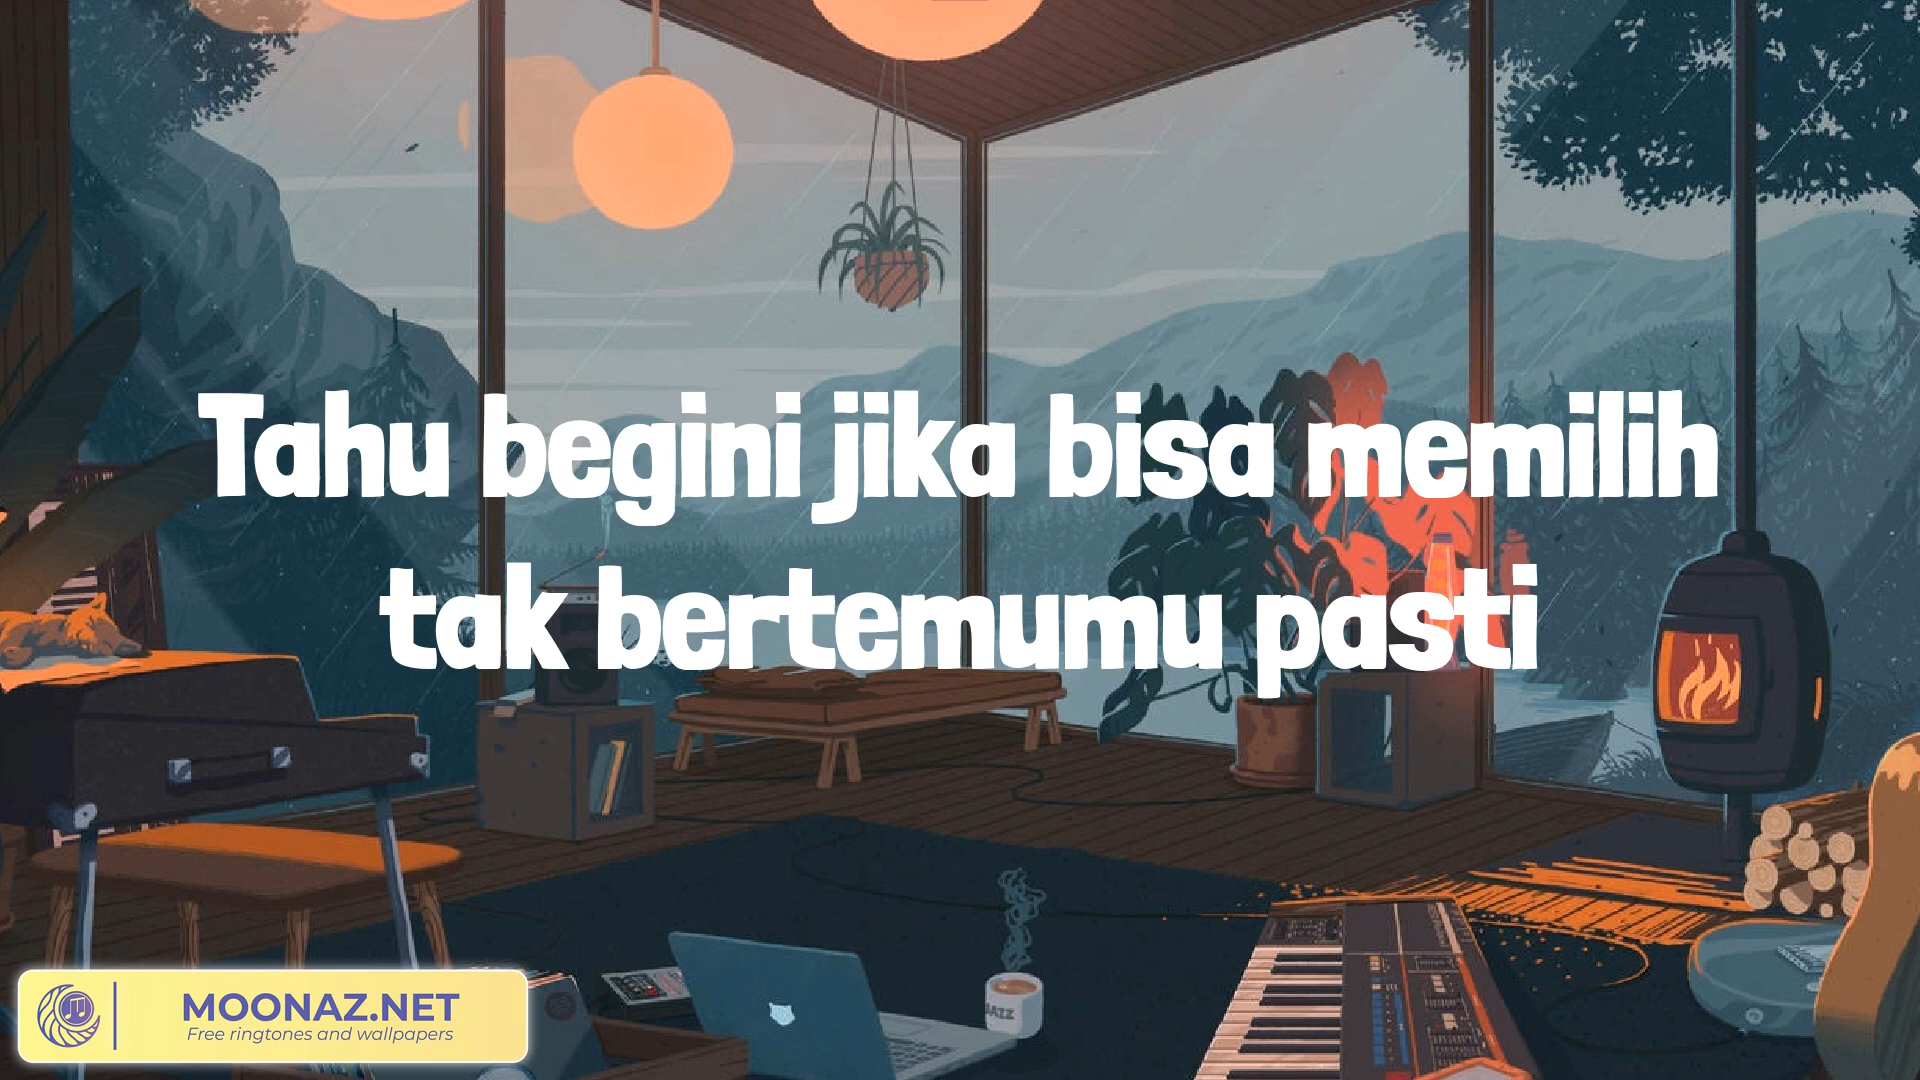 Tahu begini jika bisa memilih
tak bertemumu pasti
JAZZ
MOONAZ.NET
Free ringtones and wallpapers